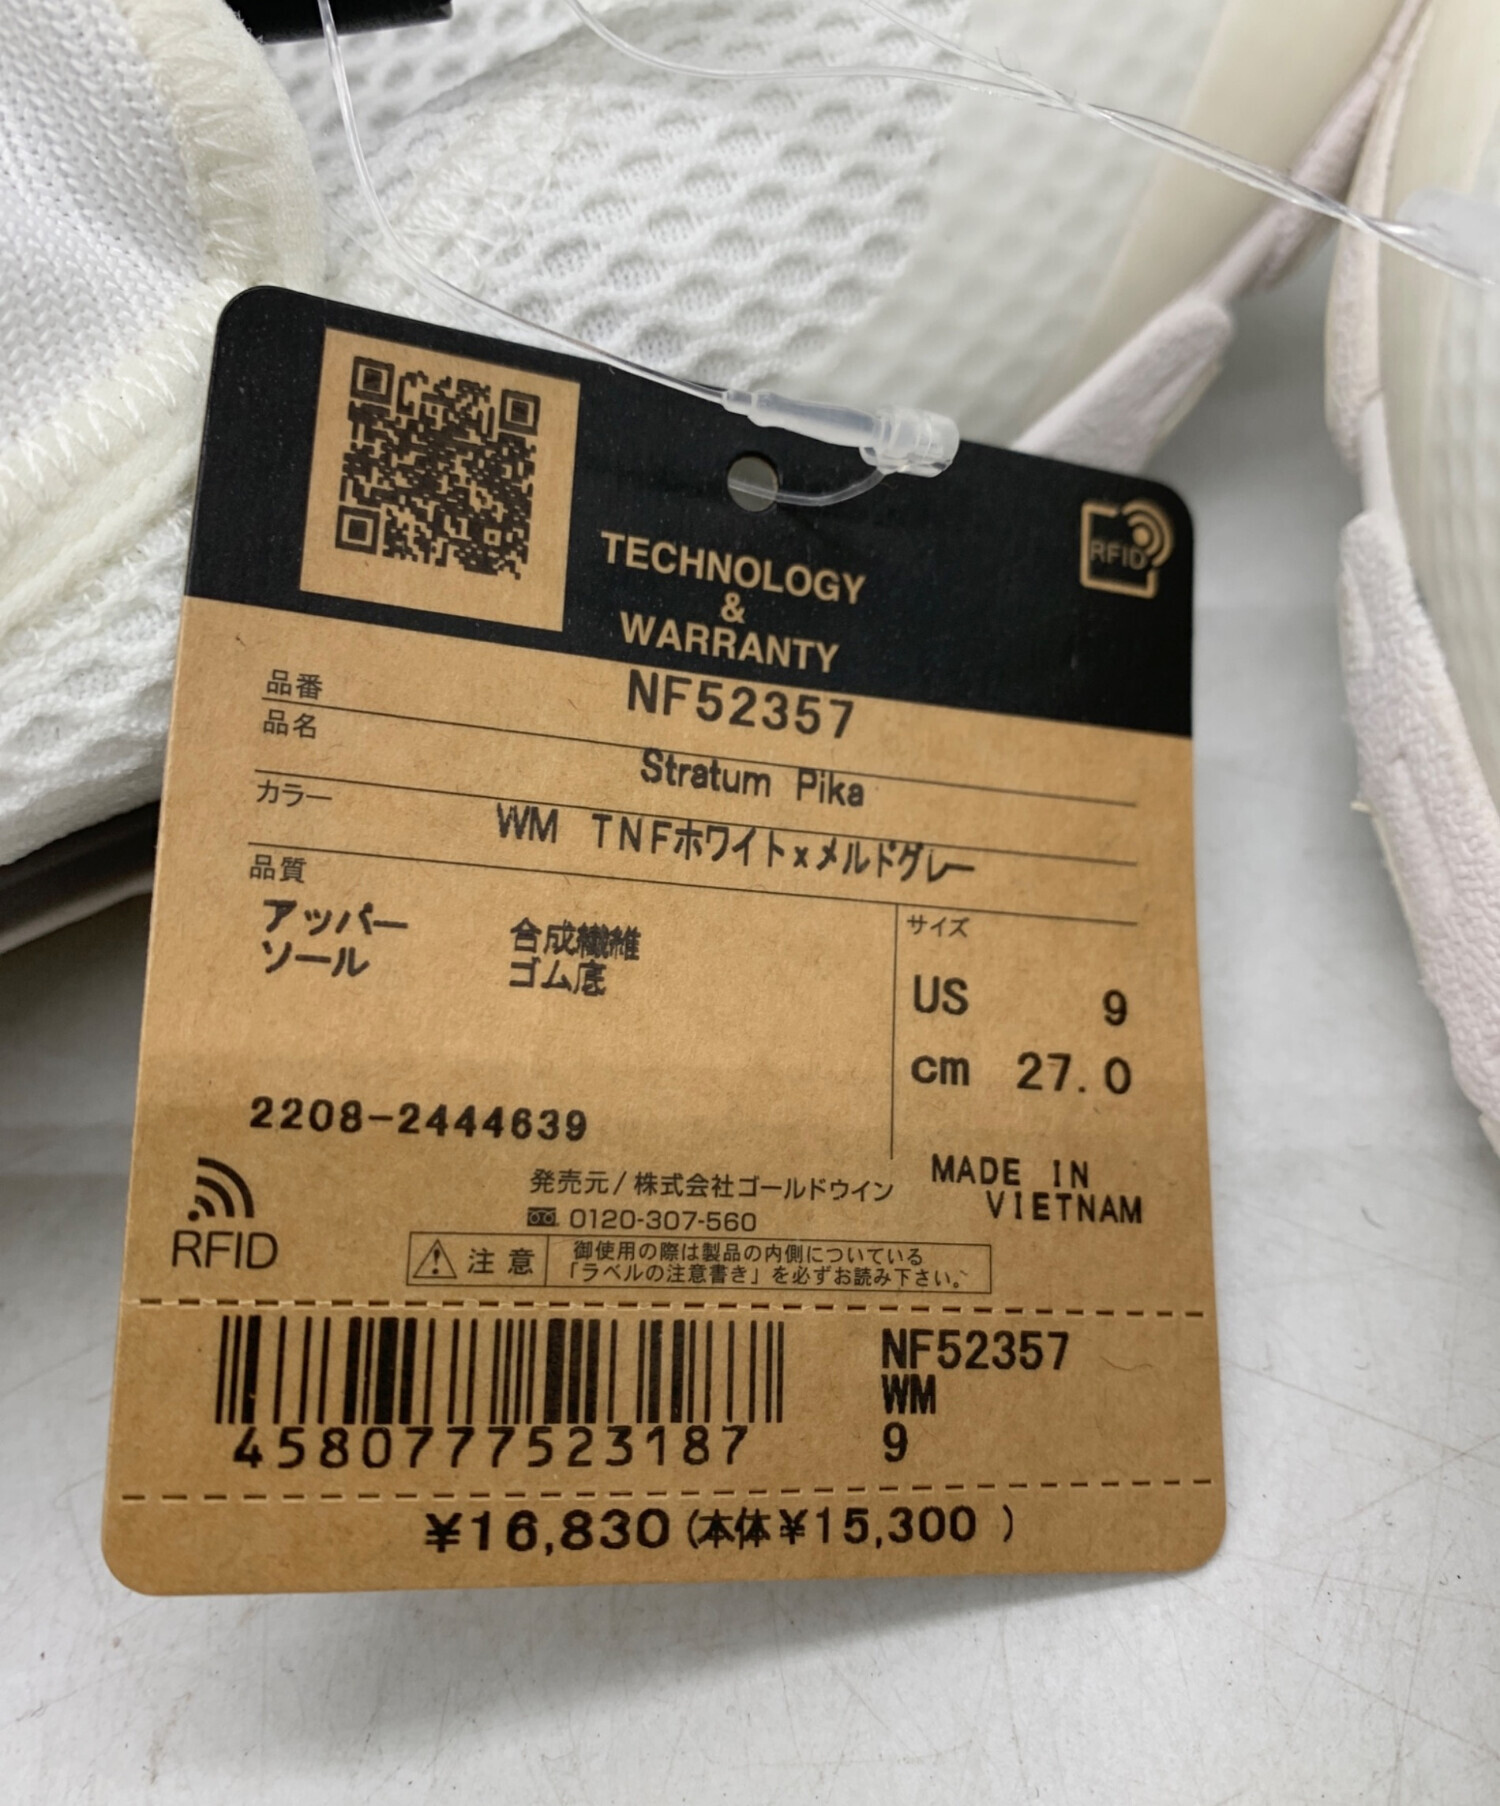 TECHNOLOGY
&
WARRANTY
RFID
品番 NF52357
品名 Stratum Pika
カラー WM TNFホワイト×メルドグレー
品質
アッパー 合成繊維
ソール ゴム底
サイズ
US 9
cm 27.0
2208-2444639
MADE IN
VIETNAM
RFID
発売元/株式会社ゴールドウイン
0120-307-560
注意
御使用の際は製品の内側についている
「ラベルの注意書き」を必ずお読み下さい。
4580777523187
NF52357
WM
9
¥16,830(本体¥15,300 )